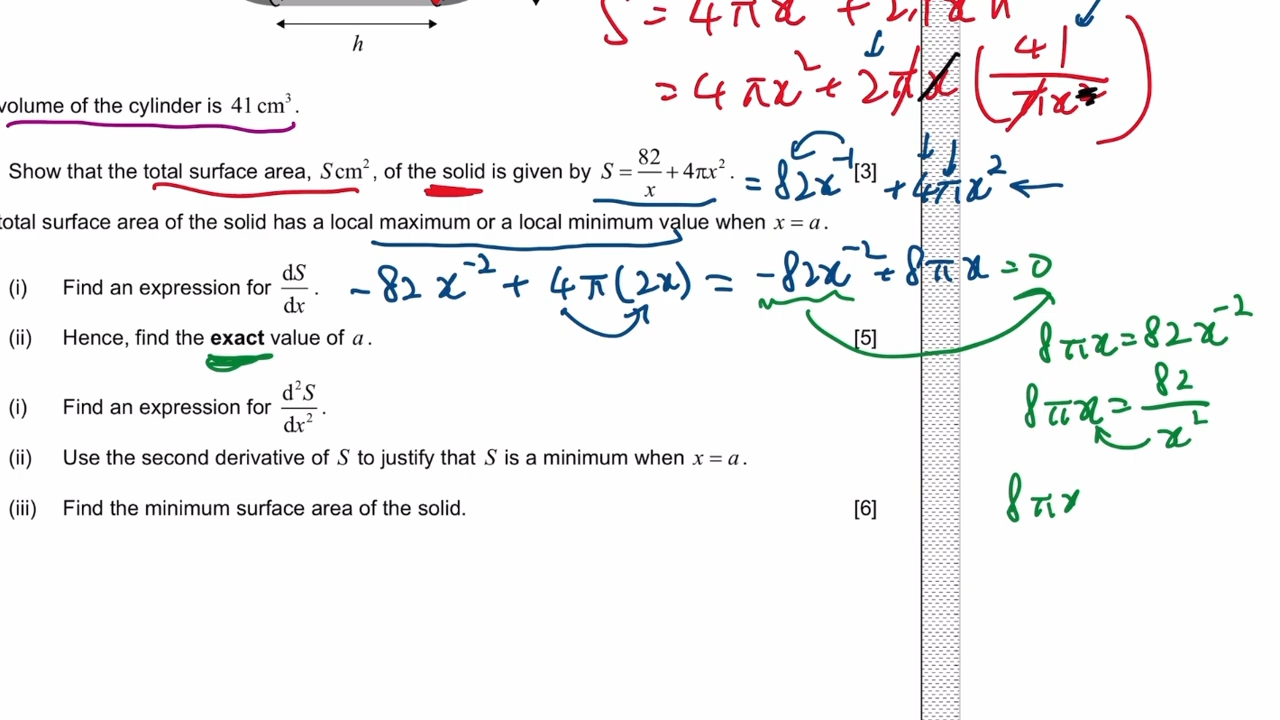 S = 4πx + 2πxh
h
= 4πx² + 2πx (41/πx²)
volume of the cylinder is 41 cm³.
Show that the total surface area, S cm², of the solid is given by S = 82/x + 4πx². [3]
= 82x⁻¹ + 4πx² ←
total surface area of the solid has a local maximum or a local minimum value when x = a.
(i) Find an expression for dS/dx.
-82x⁻² + 4π(2x) = -82x⁻² + 8πx = 0
(ii) Hence, find the exact value of a. [5]
8πx = 82x⁻²
8πx = 82/x²
(i) Find an expression for d²S/dx².
(ii) Use the second derivative of S to justify that S is a minimum when x = a.
(iii) Find the minimum surface area of the solid. [6]
8πx